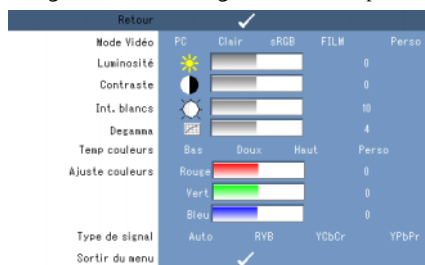 Retour
Mode Vidéo PC Clair sRGB FILM Perso
Luminosité 0
Contraste 0
Int. blancs 10
Degamma 4
Temp couleurs Bas Doux Haut Perso
Ajuste couleurs Rouge 0
Vert 0
Bleu 0
Type de signal Auto RVB YCbCr YPbPr
Sortir du menu